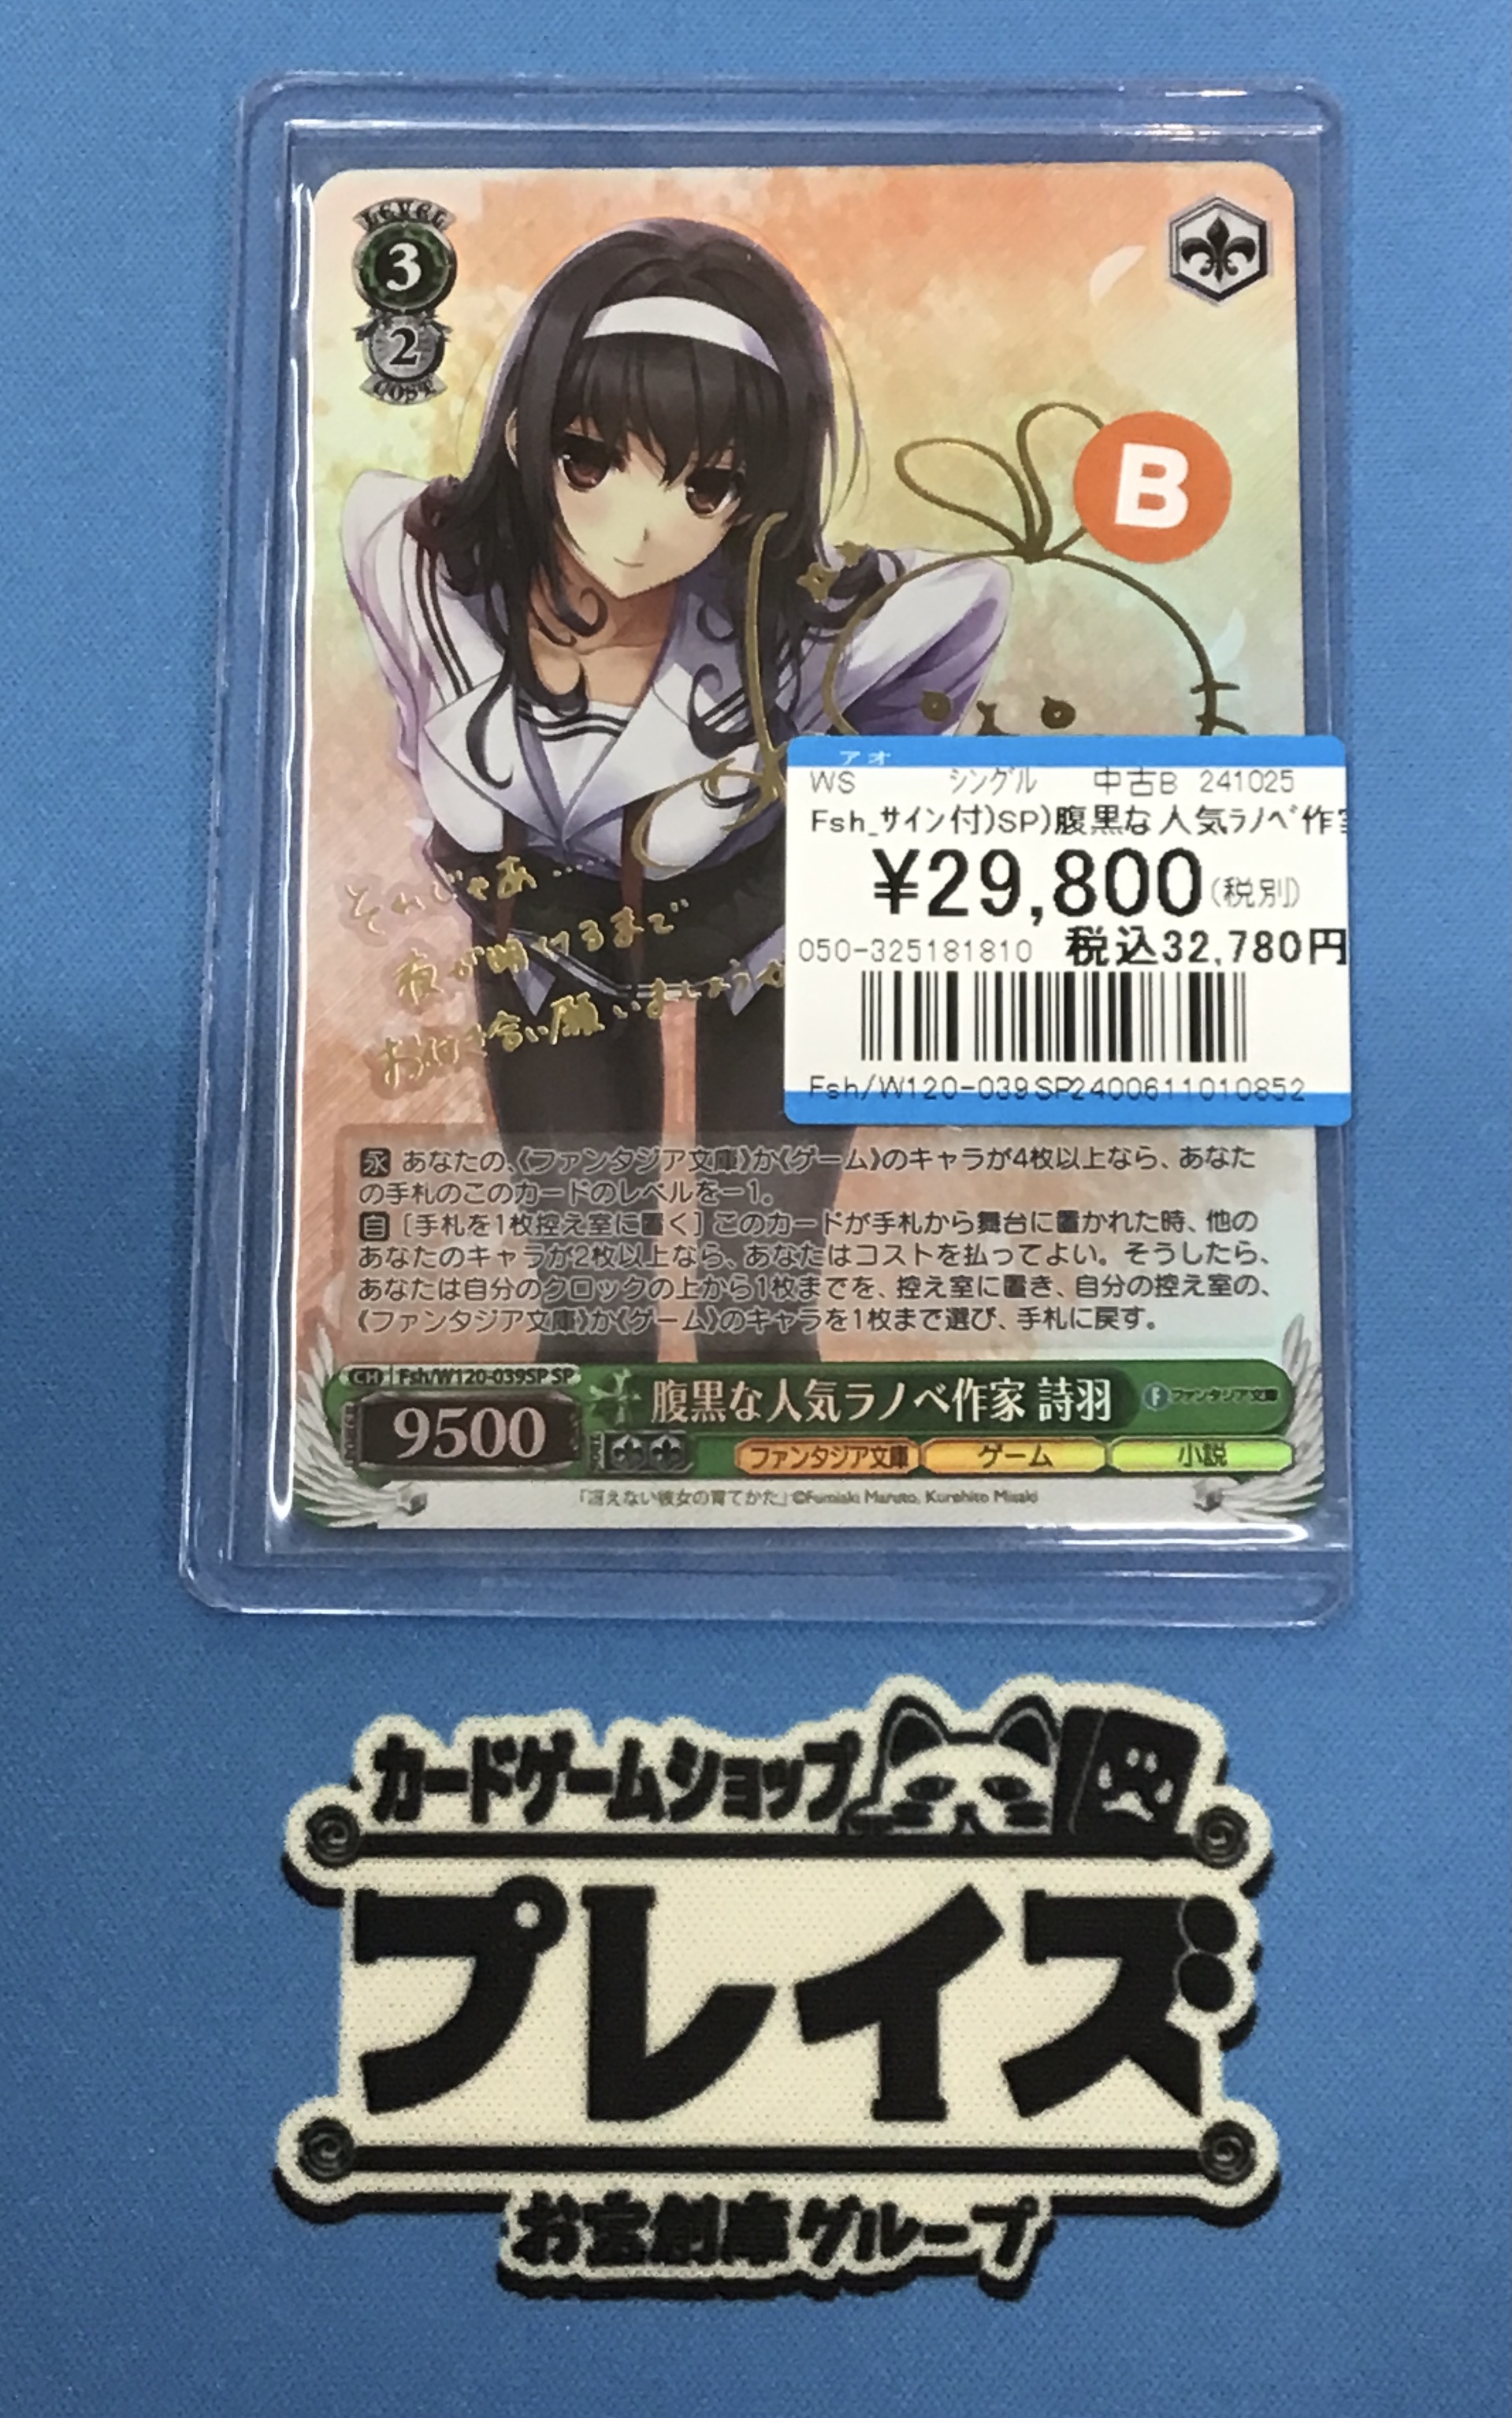 LEVEL
3
2
COST
B
アオ
WS シングル 中古B 241025
Fsh_サイン付)SP)腹黒な人気ラノベ作
¥29,800(税別)
050-325181810 税込32,780円
Fsh/W120-039SP2400611010852
そんじゃあ…
夜が明けるまで
お付き合い願いましょうか
永 あなたの、《ファンタジア文庫》か《ゲーム》のキャラが4枚以上なら、あなた
の手札のこのカードのレベルを－1。
自 [手札を1枚控え室に置く] このカードが手札から舞台に置かれた時、他の
あなたのキャラが2枚以上なら、あなたはコストを払ってよい。そうしたら、
あなたは自分のクロックの上から1枚までを、控え室に置き、自分の控え室の、
《ファンタジア文庫》か《ゲーム》のキャラを1枚まで選び、手札に戻す。
CH Fsh/W120-039SP SP
9500
腹黒な人気ラノベ作家 詩羽
F ファンタジア文庫
ファンタジア文庫 ゲーム 小説
「冴えない彼女の育てかた」©Fumiaki Maruto, Kurehito Misaki
カードゲームショップ
プレイズ
お宝創庫グループ